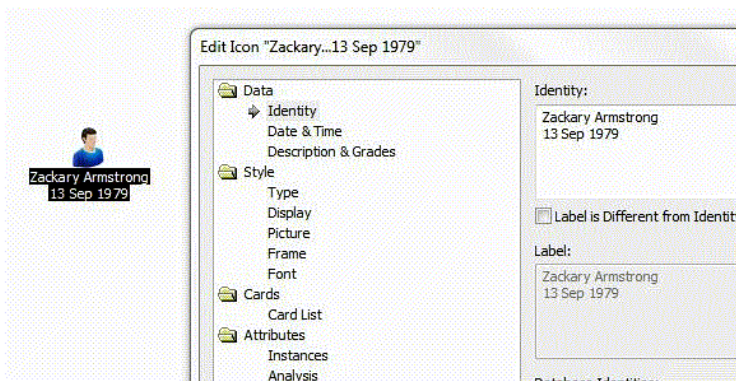 Edit Icon "Zackary...13 Sep 1979"
Data
Identity
Date & Time
Description & Grades
Style
Type
Display
Picture
Frame
Font
Cards
Card List
Attributes
Instances
Analysis
Identity:
Zackary Armstrong
13 Sep 1979
Label is Different from
Label:
Zackary Armstrong
13 Sep 1979
Zackary Armstrong
13 Sep 1979